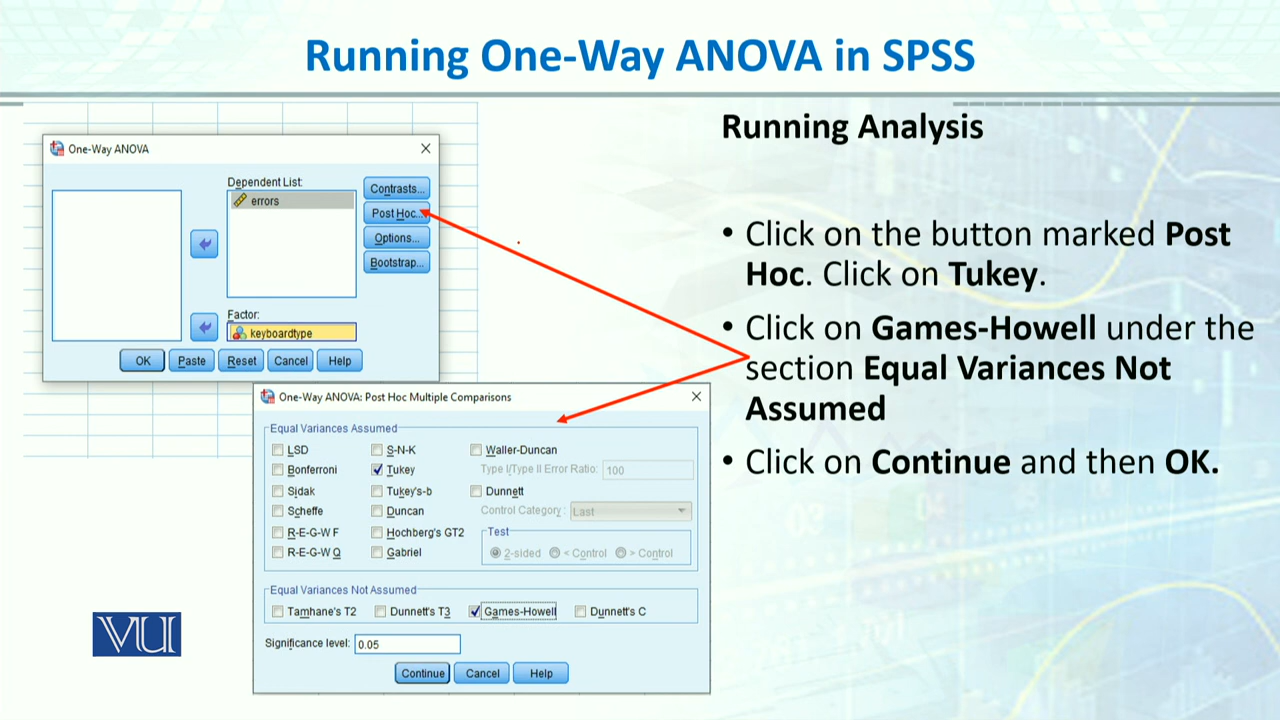 Running One-Way ANOVA in SPSS
One-Way ANOVA
Dependent List:
errors
Contrasts...
Post Hoc...
Options...
Bootstrap...
Factor:
keyboardtype
OK
Paste
Reset
Cancel
Help
One-Way ANOVA: Post Hoc Multiple Comparisons
Equal Variances Assumed
LSD
S-N-K
Waller-Duncan
Bonferroni
Tukey
Type I/Type II Error Ratio: 100
Sidak
Tukey's-b
Dunnett
Scheffe
Duncan
Control Category: Last
R-E-G-W F
Hochberg's GT2
Test
R-E-G-W Q
Gabriel
2-sided
< Control
> Control
Equal Variances Not Assumed
Tamhane's T2
Dunnett's T3
Games-Howell
Dunnett's C
Significance level: 0.05
Continue
Cancel
Help
Running Analysis
• Click on the button marked Post
Hoc. Click on Tukey.
• Click on Games-Howell under the
section Equal Variances Not
Assumed
• Click on Continue and then OK.
VU